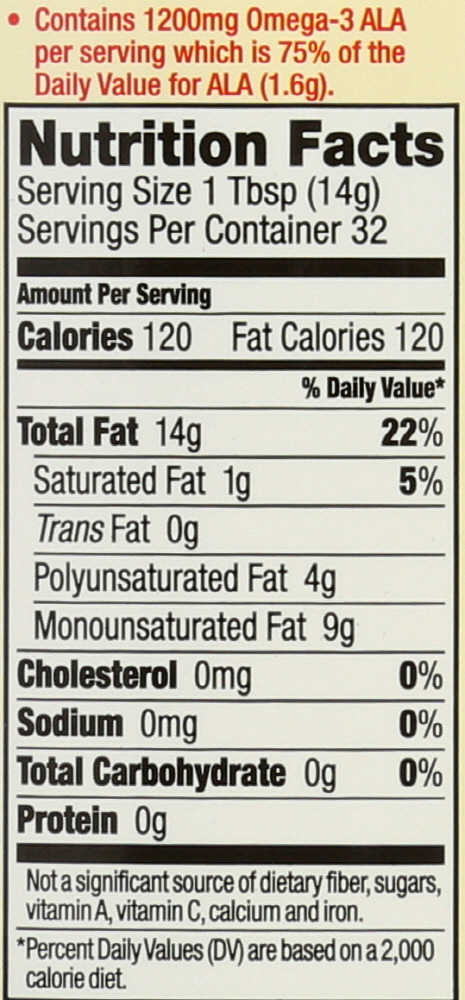 • Contains 1200mg Omega-3 ALA
per serving which is 75% of the
Daily Value for ALA (1.6g).
Nutrition Facts
Serving Size 1 Tbsp (14g)
Servings Per Container 32
Amount Per Serving
Calories 120 Fat Calories 120
% Daily Value*
Total Fat 14g 22%
Saturated Fat 1g 5%
Trans Fat 0g
Polyunsaturated Fat 4g
Monounsaturated Fat 9g
Cholesterol 0mg 0%
Sodium 0mg 0%
Total Carbohydrate 0g 0%
Protein 0g
Not a significant source of dietary fiber, sugars,
vitamin A, vitamin C, calcium and iron.
*Percent Daily Values (DV) are based on a 2,000
calorie diet.